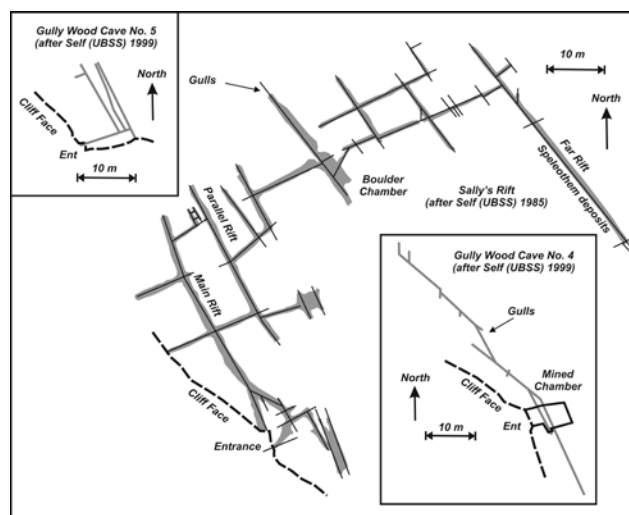 Gully Wood Cave No. 5
(after Self (UBSS) 1999)
North
Cliff Face
Ent
10 m
Gulls
10 m
North
Boulder
Chamber
Sally's Rift
(after Self (UBSS) 1985)
Far Rift
Speleothem deposits
Parallel Rift
Main Rift
Cliff Face
Entrance
Gully Wood Cave No. 4
(after Self (UBSS) 1999)
Gulls
North
Mined
Chamber
Cliff Face
10 m
Ent